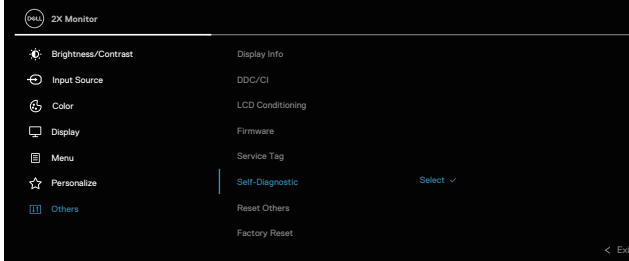 DELL 2X Monitor
Brightness/Contrast
Input Source
Color
Display
Menu
Personalize
Others
Display Info
DDC/CI
LCD Conditioning
Firmware
Service Tag
Self-Diagnostic Select
Reset Others
Factory Reset
< Exi